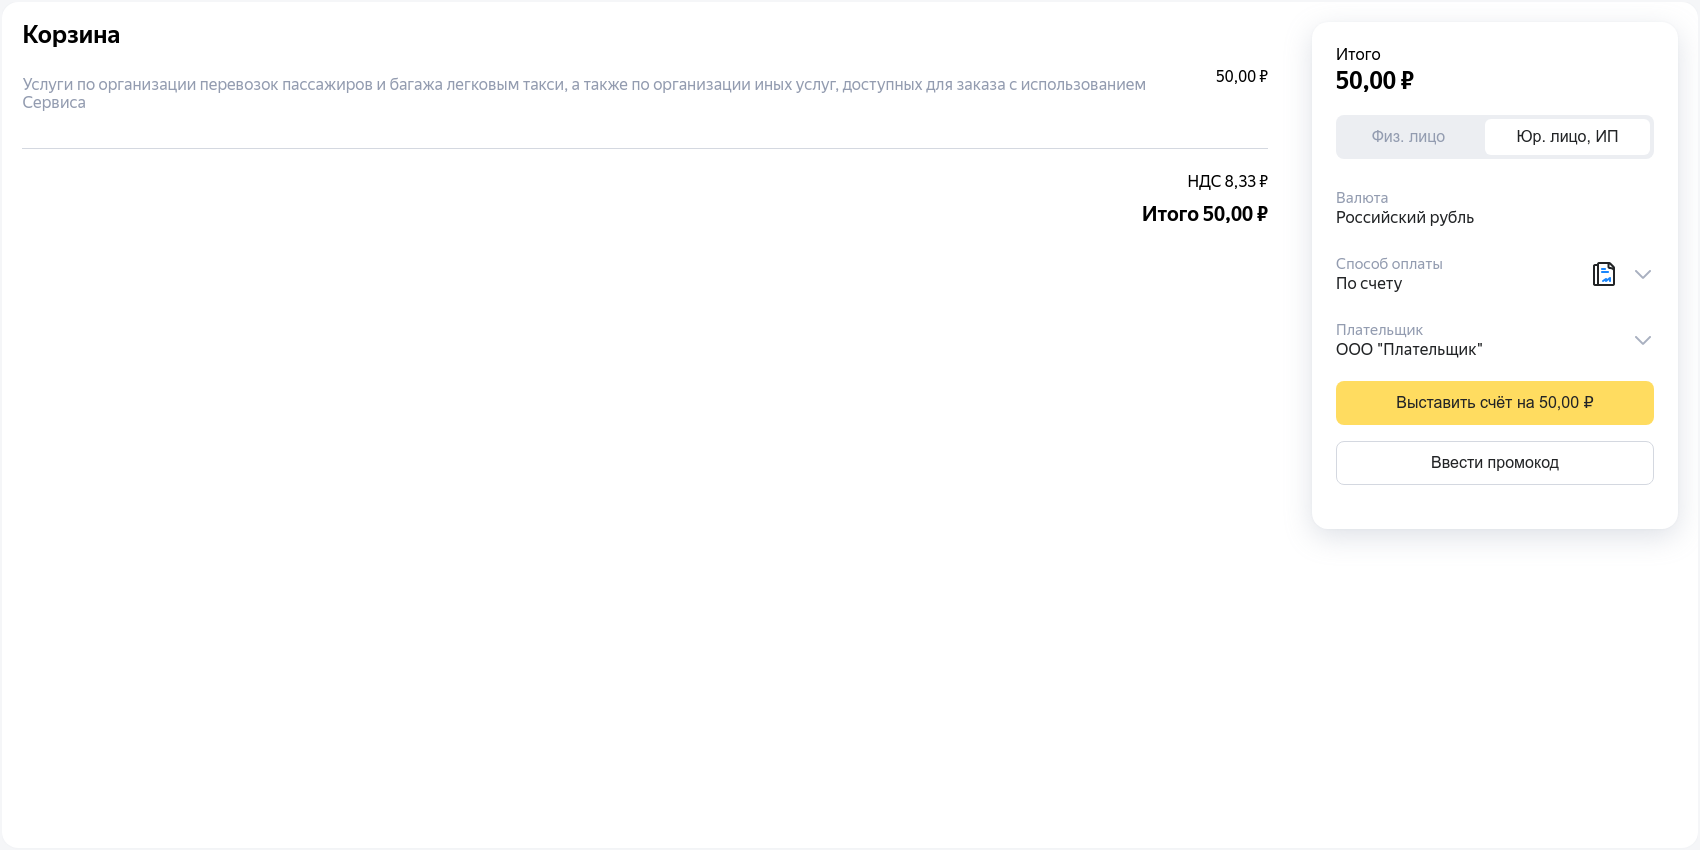 Корзина
Услуги по организации перевозок пассажиров и багажа легковым такси, а также по организации иных услуг, доступных для заказа с использованием
Сервиса
50,00 ₽
НДС 8,33 ₽
Итого 50,00 ₽
Итого
50,00 ₽
Физ. лицо
Юр. лицо, ИП
Валюта
Российский рубль
Способ оплаты
По счету
Плательщик
ООО "Плательщик"
Выставить счёт на 50,00 ₽
Ввести промокод